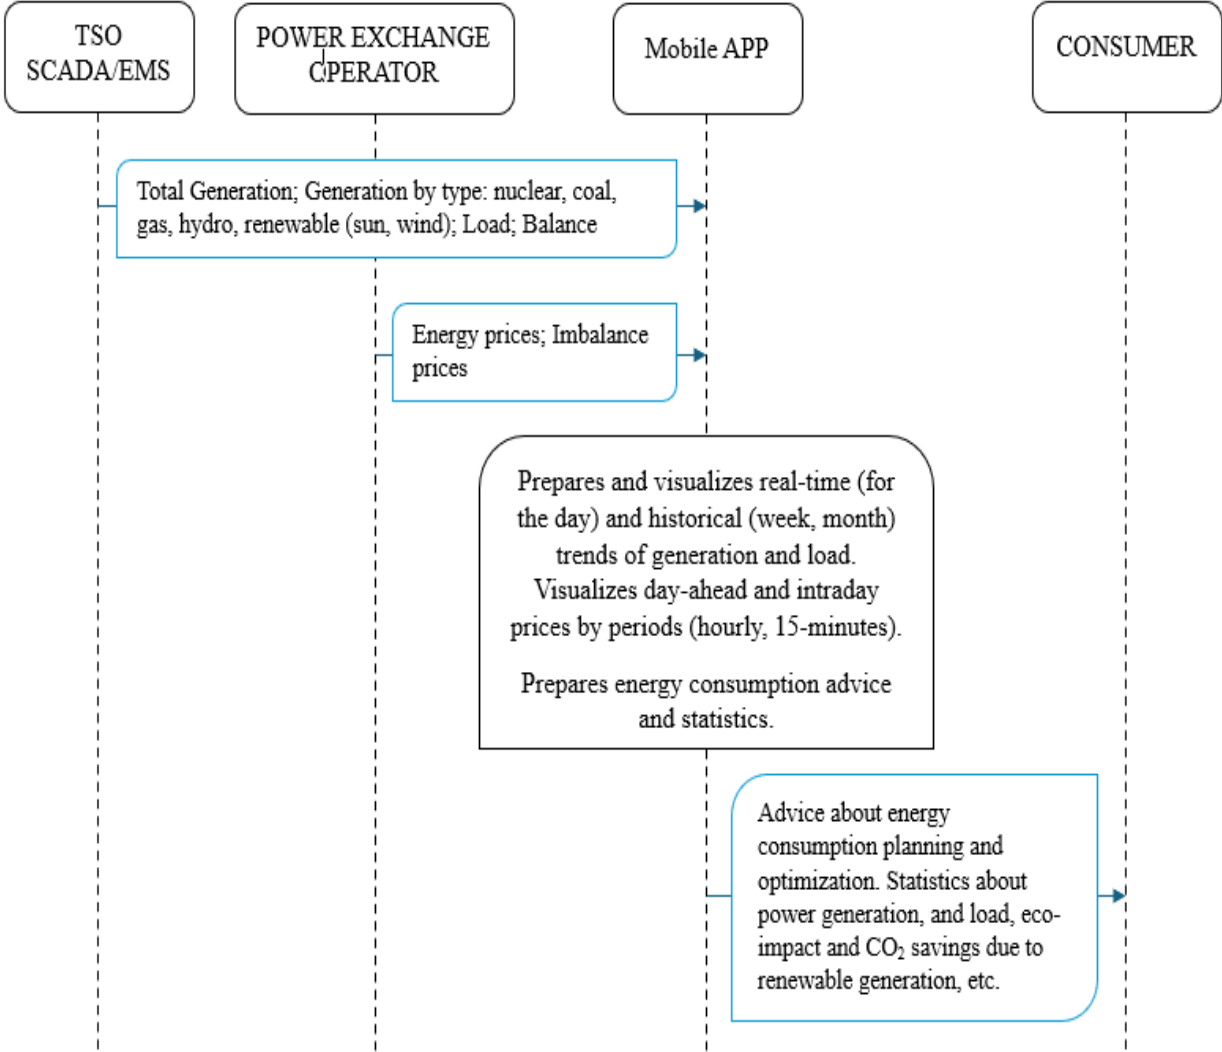 TSO
SCADA/EMS
POWER EXCHANGE
OPERATOR
Mobile APP
CONSUMER
Total Generation; Generation by type: nuclear, coal,
gas, hydro, renewable (sun, wind); Load; Balance
Energy prices; Imbalance
prices
Prepares and visualizes real-time (for
the day) and historical (week, month)
trends of generation and load.
Visualizes day-ahead and intraday
prices by periods (hourly, 15-minutes).
Prepares energy consumption advice
and statistics.
Advice about energy
consumption planning and
optimization. Statistics about
power generation, and load, eco-
impact and CO₂ savings due to
renewable generation, etc.